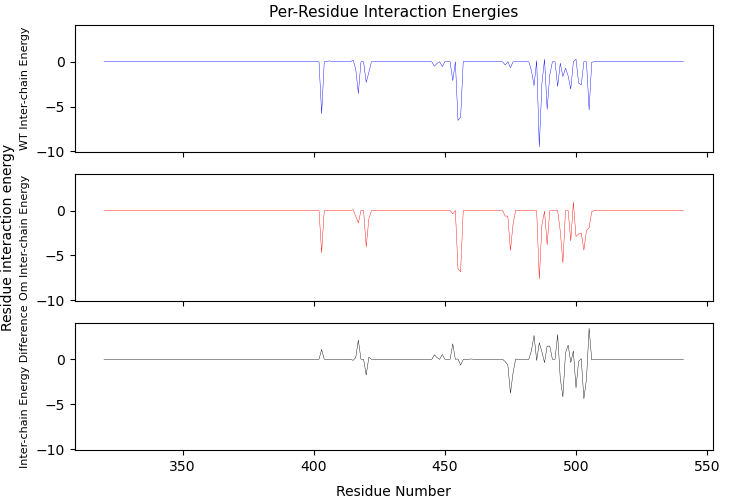 Per-Residue Interaction Energies
Residue interaction energy
WT Inter-chain Energy
0
−5
−10
Om Inter-chain Energy
0
−5
−10
Inter-chain Energy Difference
0
−5
−10
350
400
450
500
550
Residue Number